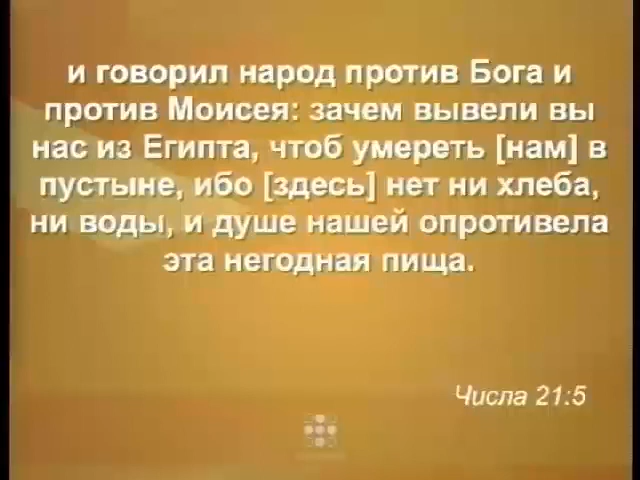 и говорил народ против Бога и
против Моисея: зачем вывели вы
нас из Египта, чтоб умереть [нам] в
пустыне, ибо [здесь] нет ни хлеба,
ни воды, и душе нашей опротивела
эта негодная пища.
Числа 21:5